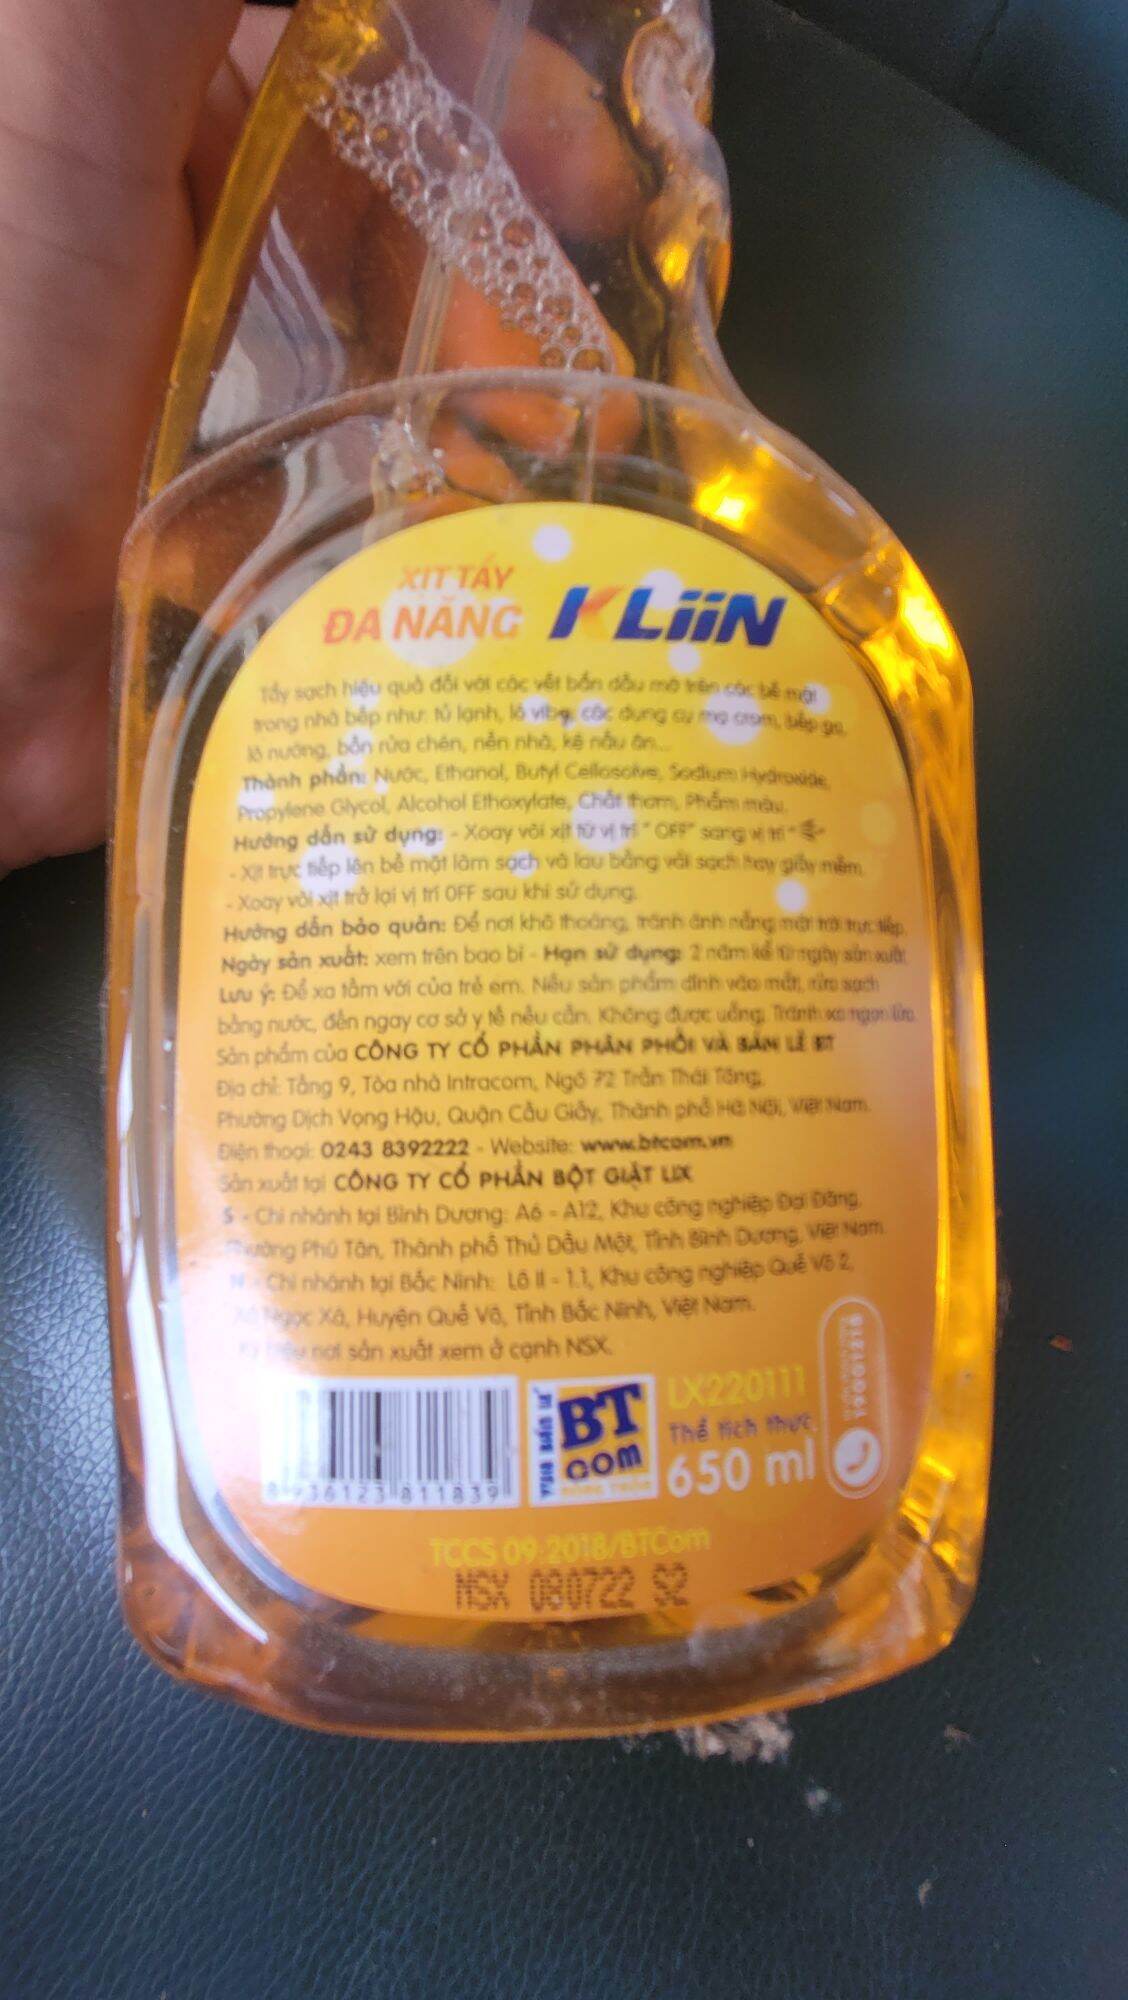 XỊT TẨY
ĐA NĂNG KLiiN
Tẩy sạch hiệu quả đối với các vết bẩn dầu mỡ trên các bề mặt
trong nhà bếp như: tủ lạnh, lò viba, các dụng cụ mạ crom, bếp ga,
lò nướng, bồn rửa chén, nền nhà, kệ nấu ăn...
Thành phần: Nước, Ethanol, Butyl Cellosolve, Sodium Hydroxide,
Propylene Glycol, Alcohol Ethoxylate, Chất thơm, Phẩm màu.
Hướng dẫn sử dụng: - Xoay vòi xịt từ vị trí " OFF" sang vị trí "
- Xịt trực tiếp lên bề mặt làm sạch và lau bằng vải sạch hay giấy mềm.
- Xoay vòi xịt trở lại vị trí OFF sau khi sử dụng.
Hướng dẫn bảo quản: Để nơi khô thoáng, tránh ánh nắng mặt trời trực tiếp.
Ngày sản xuất: xem trên bao bì - Hạn sử dụng: 2 năm kể từ ngày sản xuất
Lưu ý: Để xa tầm với của trẻ em. Nếu sản phẩm dính vào mắt, rửa sạch
bằng nước, đến ngay cơ sở y tế nếu cần. Không được uống. Tránh xa ngọn lửa.
Sản phẩm của CÔNG TY CỔ PHẦN PHÂN PHỐI VÀ BÁN LẺ BT
Địa chỉ: Tầng 9, Tòa nhà Intracom, Ngõ 72 Trần Thái Tông,
Phường Dịch Vọng Hậu, Quận Cầu Giấy, Thành phố Hà Nội, Việt Nam.
Điện thoại: 0243 8392222 - Website: www.btcom.vn
Sản xuất tại CÔNG TY CỔ PHẦN BỘT GIẶT LIX
S - Chi nhánh tại Bình Dương: A6 - A12, Khu công nghiệp Đại Đăng,
Phường Phú Tân, Thành phố Thủ Dầu Một, Tỉnh Bình Dương, Việt Nam.
N - Chi nhánh tại Bắc Ninh: Lô II - 1.1, Khu công nghiệp Quế Võ 2,
Xã Ngọc Xá, Huyện Quế Võ, Tỉnh Bắc Ninh, Việt Nam.
Ký hiệu nơi sản xuất xem ở cạnh NSX.
8 936123 811839
BT
com
LX220111
Thể tích thực
650 ml
19001218
TCCS 09:2018/BTCom
NSX 080722 S2